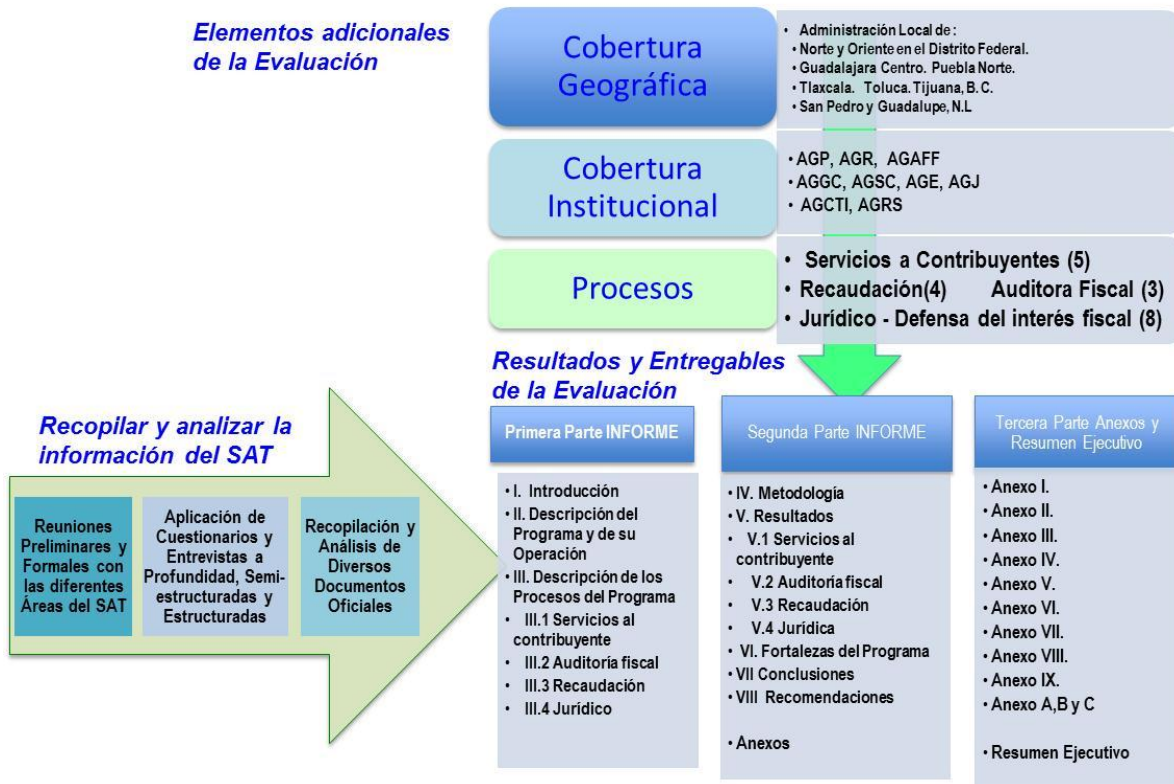 Elementos adicionales
de la Evaluación
Cobertura
Geográfica
• Administración Local de :
• Norte y Oriente en el Distrito Federal.
• Guadalajara Centro. Puebla Norte.
• Tlaxcala. Toluca. Tijuana, B. C.
• San Pedro y Guadalupe, N.L
Cobertura
Institucional
• AGP, AGR, AGAFF
• AGGC, AGSC, AGE, AGJ
• AGCTI, AGRS
Procesos
• Servicios a Contribuyentes (5)
• Recaudación(4) Auditora Fiscal (3)
• Jurídico - Defensa del interés fiscal (8)
Resultados y Entregables
de la Evaluación
Recopilar y analizar la
información del SAT
Reuniones
Preliminares y
Formales con
las diferentes
Áreas del SAT
Aplicación de
Cuestionarios y
Entrevistas a
Profundidad, Semi-
estructuradas y
Estructuradas
Recopilación y
Análisis de
Diversos
Documentos
Oficiales
Primera Parte INFORME
• I. Introducción
• II. Descripción del
Programa y de su
Operación
• III. Descripción de los
Procesos del Programa
• III.1 Servicios al
contribuyente
• III.2 Auditoría fiscal
• III.3 Recaudación
• III.4 Jurídico
Segunda Parte INFORME
• IV. Metodología
• V. Resultados
• V.1 Servicios al
contribuyente
• V.2 Auditoría fiscal
• V.3 Recaudación
• V.4 Jurídica
• VI. Fortalezas del Programa
• VII Conclusiones
• VIII Recomendaciones
• Anexos
Tercera Parte Anexos y
Resumen Ejecutivo
• Anexo I.
• Anexo II.
• Anexo III.
• Anexo IV.
• Anexo V.
• Anexo VI.
• Anexo VII.
• Anexo VIII.
• Anexo IX.
• Anexo A,B y C
• Resumen Ejecutivo